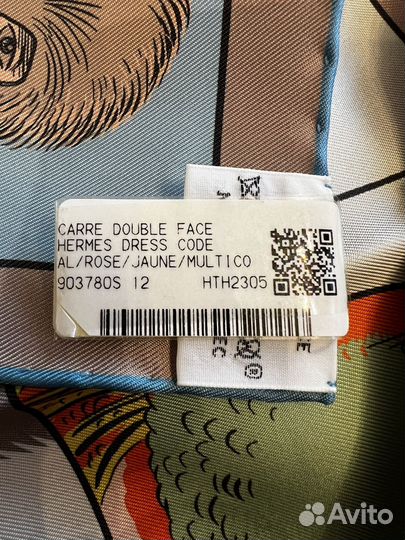 CARRE DOUBLE FACE
HERMES DRESS CODE
AL/ROSE/JAUNE/MULTICO
903780S 12 HTH2305
Avito